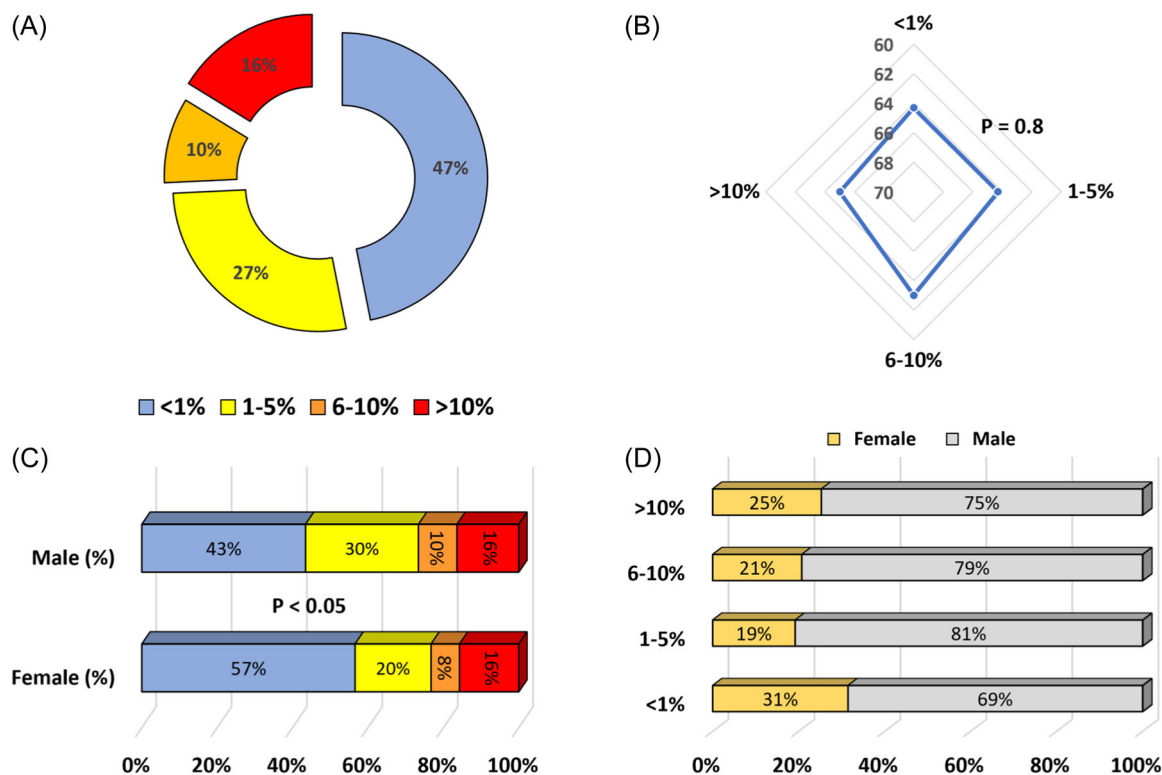 (A)
16%
10%
47%
27%
<1% 1-5% 6-10% >10%
(B)
<1%
60
62
64
66
68
70
P = 0.8
>10%
1-5%
6-10%
(C)
Male (%)
43% 30% 10% 16%
P < 0.05
Female (%)
57% 20% 8% 16%
0% 20% 40% 60% 80% 100%
Female Male
(D)
>10% 25% 75%
6-10% 21% 79%
1-5% 19% 81%
<1% 31% 69%
0% 20% 40% 60% 80% 100%